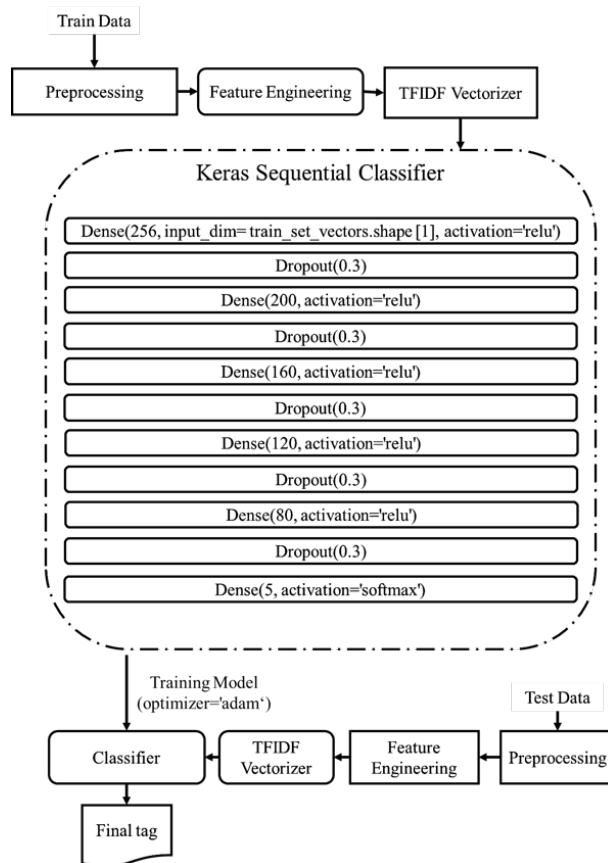 Train Data
Preprocessing
Feature Engineering
TFIDF Vectorizer
Keras Sequential Classifier
Dense(256, input_dim= train_set_vectors.shape [1], activation='relu')
Dropout(0.3)
Dense(200, activation='relu')
Dropout(0.3)
Dense(160, activation='relu')
Dropout(0.3)
Dense(120, activation='relu')
Dropout(0.3)
Dense(80, activation='relu')
Dropout(0.3)
Dense(5, activation='softmax')
Training Model
(optimizer='adam‘)
Test Data
Classifier
TFIDF
Vectorizer
Feature
Engineering
Preprocessing
Final tag